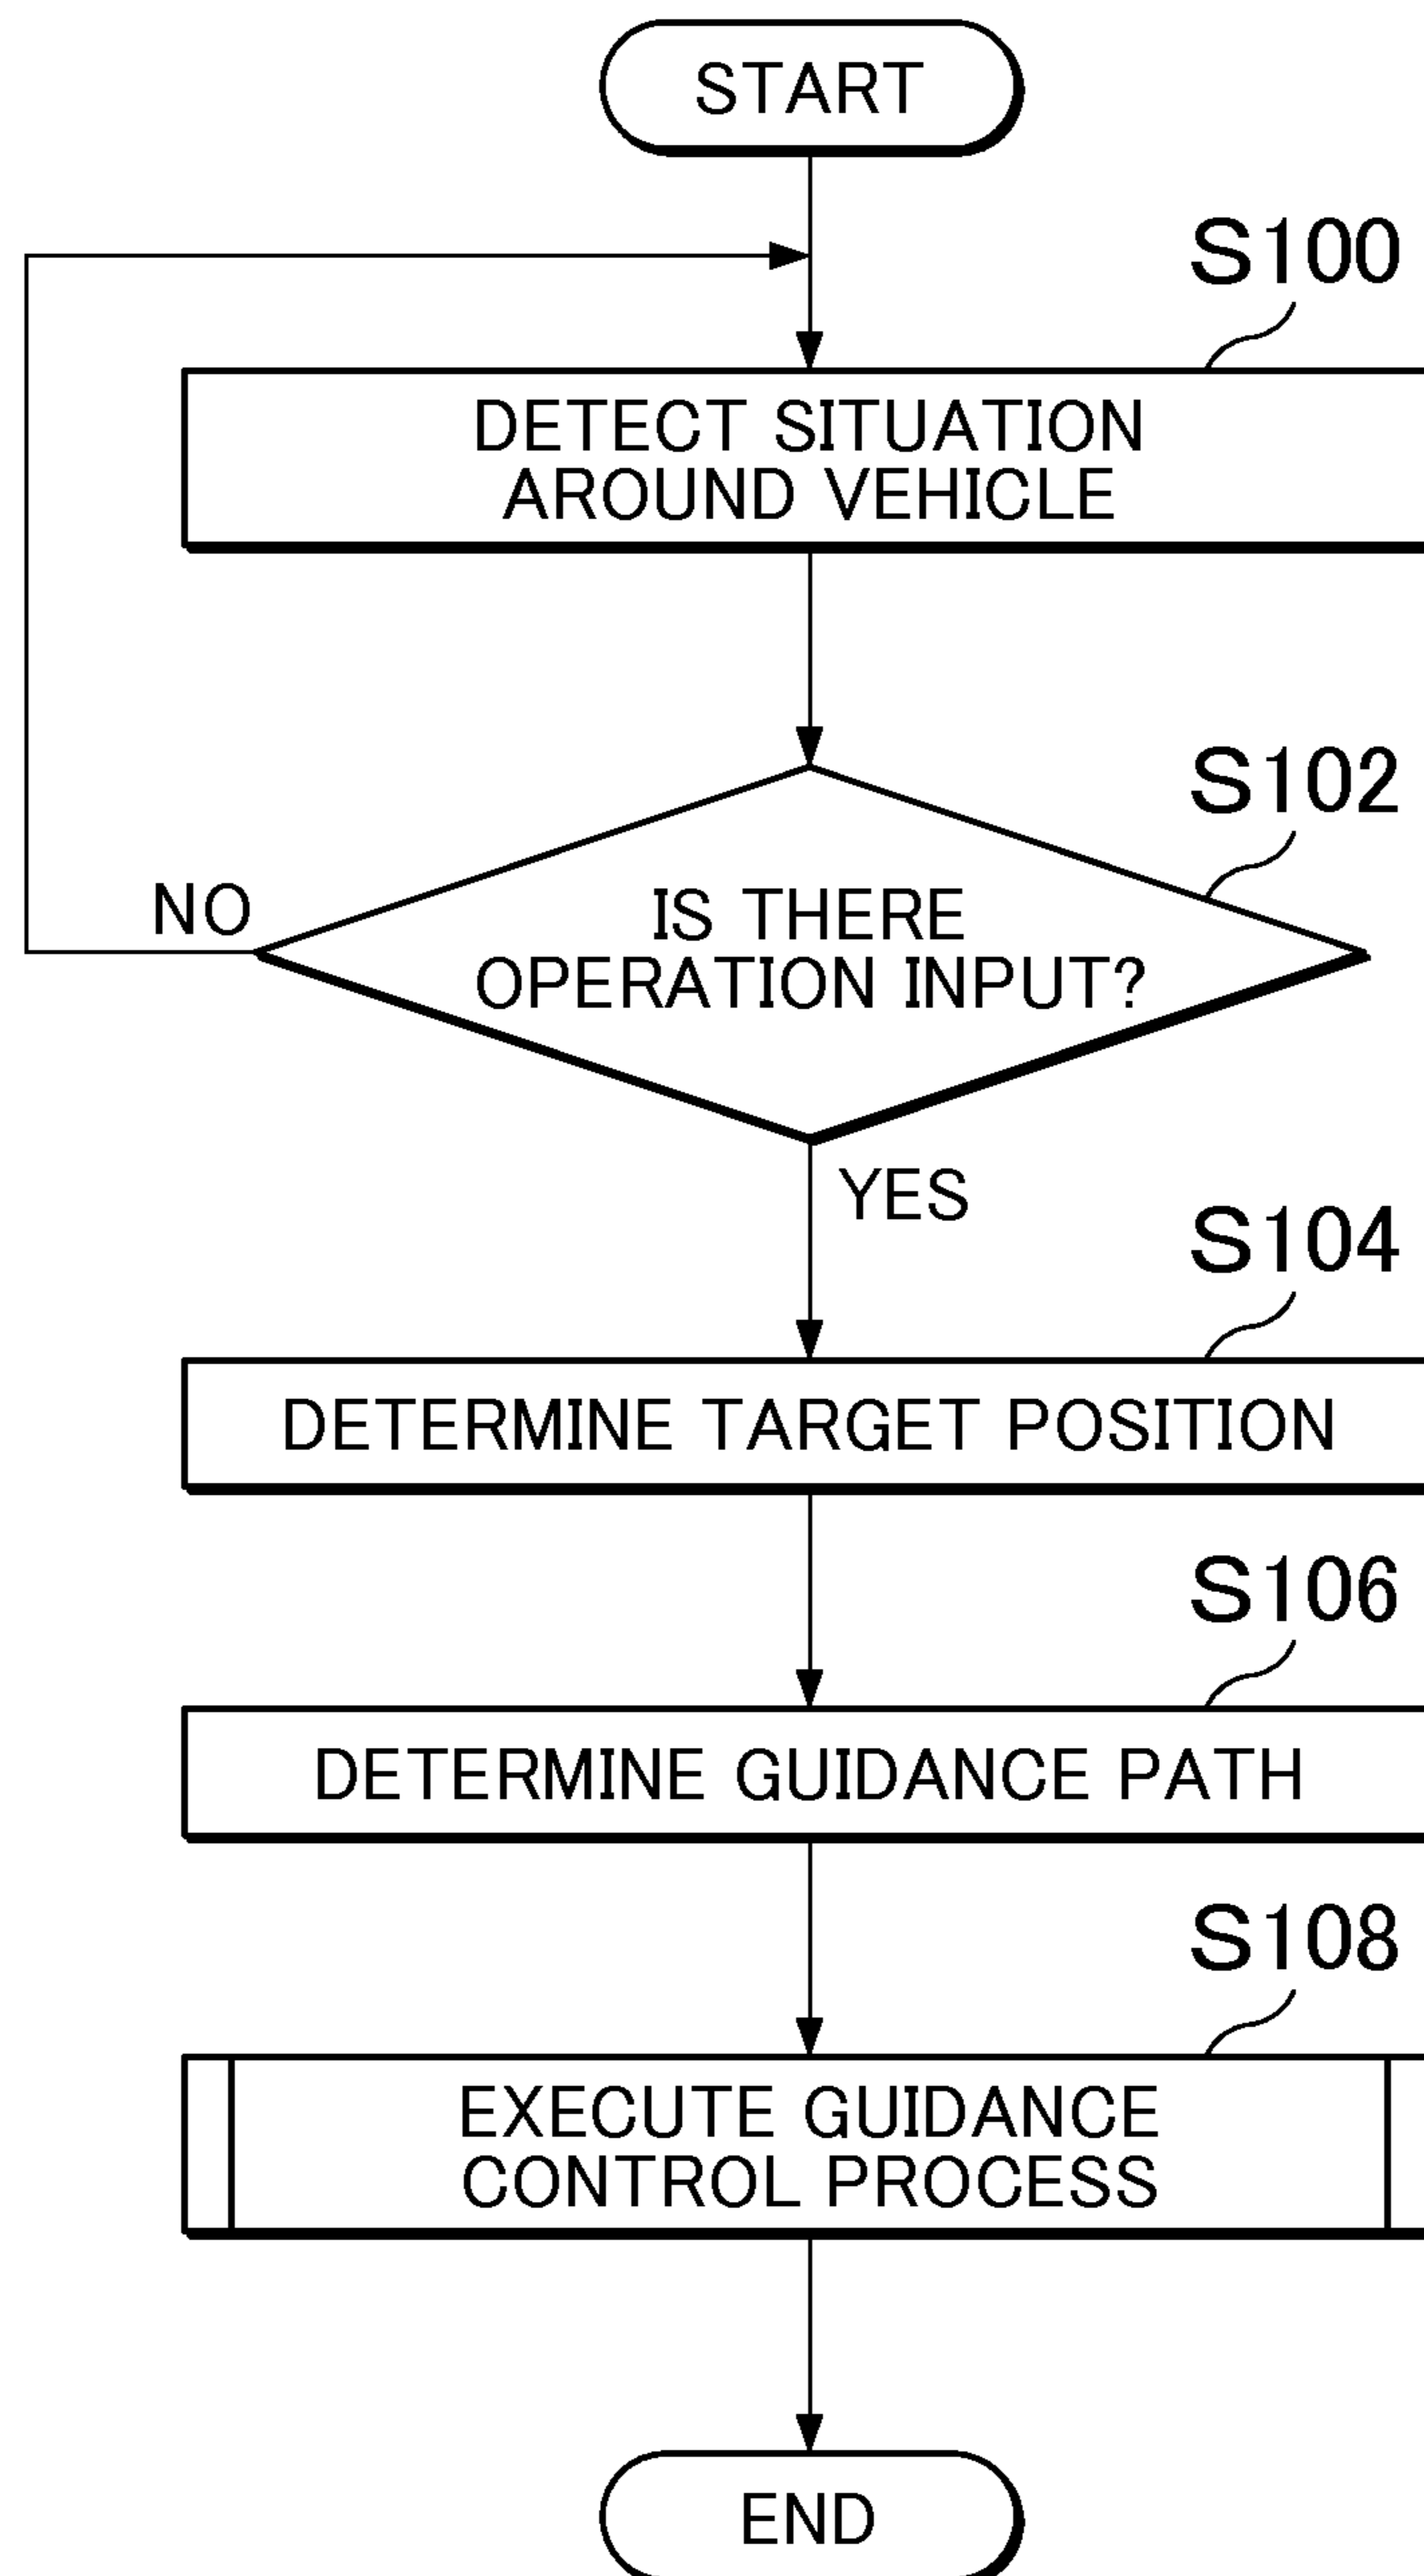 START
S100
DETECT SITUATION
AROUND VEHICLE
S102
IS THERE
OPERATION INPUT?
NO
YES
S104
DETERMINE TARGET POSITION
S106
DETERMINE GUIDANCE PATH
S108
EXECUTE GUIDANCE
CONTROL PROCESS
END